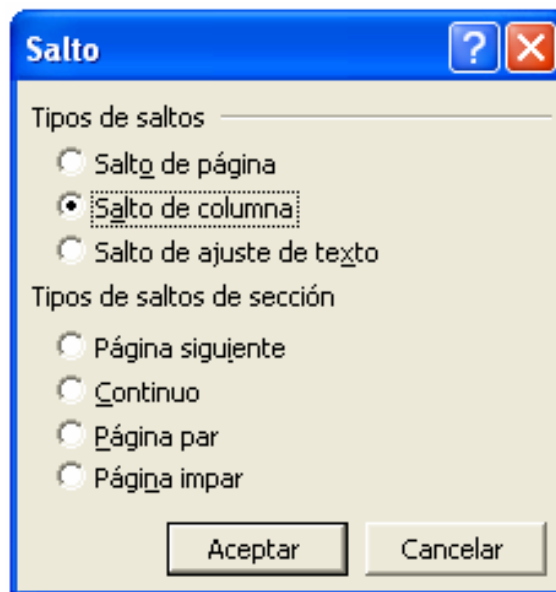 Salto
Tipos de saltos
Salto de página
Salto de columna
Salto de ajuste de texto
Tipos de saltos de sección
Página siguiente
Continuo
Página par
Página impar
Aceptar Cancelar